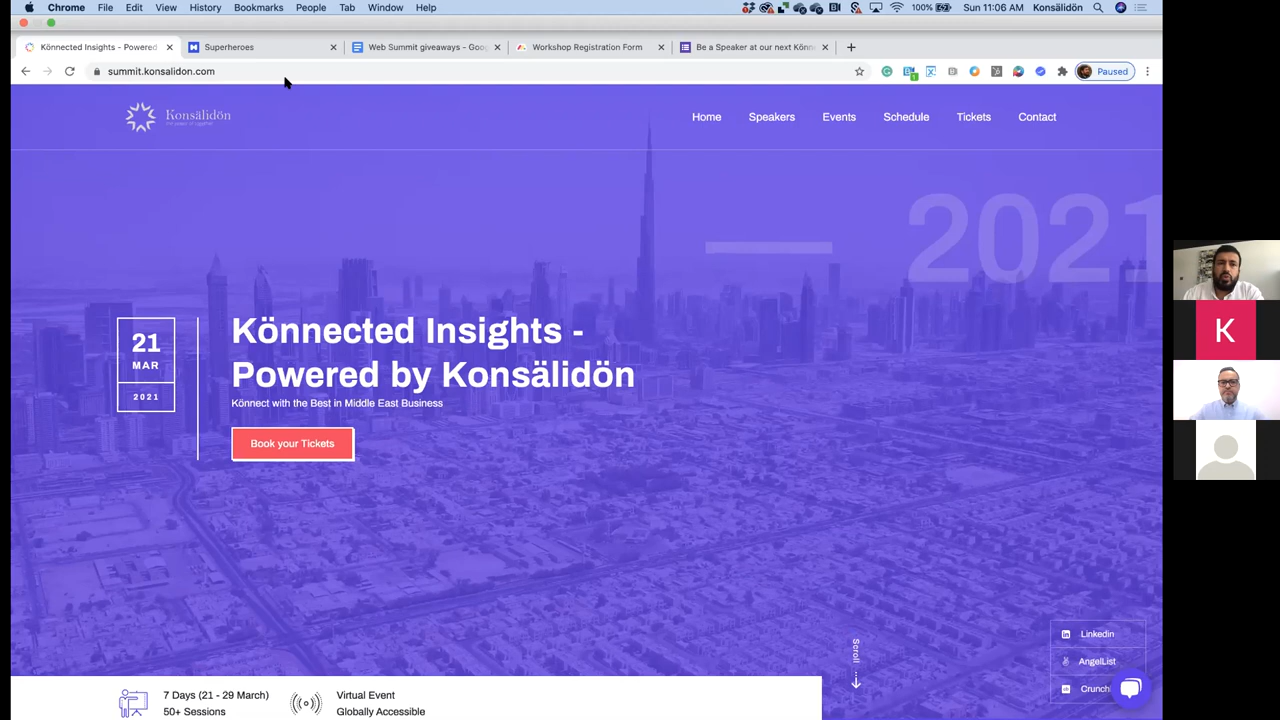 Chrome File Edit View History Bookmarks People Tab Window Help 100% Sun 11:06 AM Konsälidön
Könnected Insights - Powered Superheroes Web Summit giveaways - Goo Workshop Registration Form Be a Speaker at our next Könne
summit.konsalidon.com Paused
Konsälidön
Home Speakers Events Schedule Tickets Contact
2021
21
MAR
2021
Könnected Insights -
Powered by Konsälidön
Könnect with the Best in Middle East Business
Book your Tickets
K
Scroll
Linkedin
AngelList
Crunch
7 Days (21 - 29 March)
50+ Sessions
Virtual Event
Globally Accessible